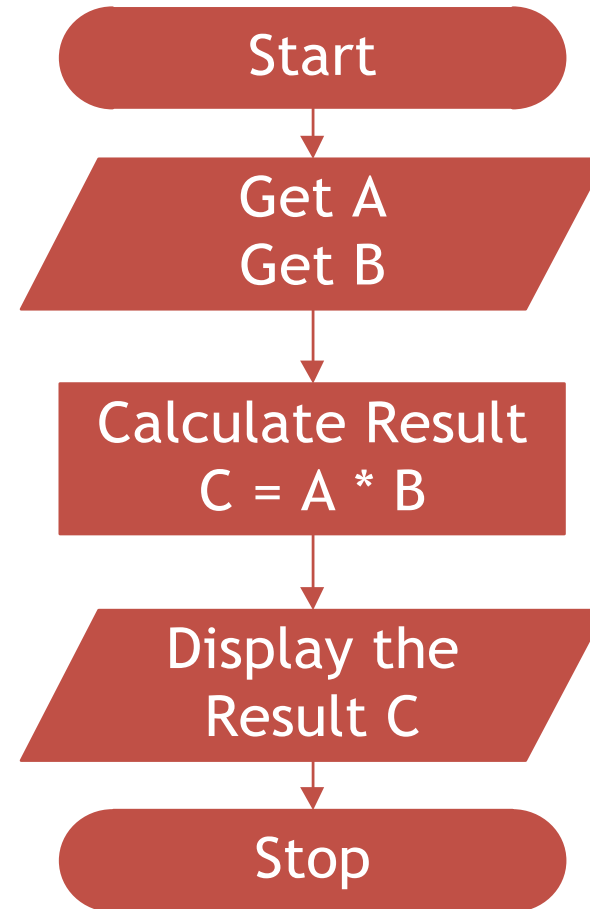 Start
Get A
Get B
Calculate Result
C = A * B
Display the
Result C
Stop